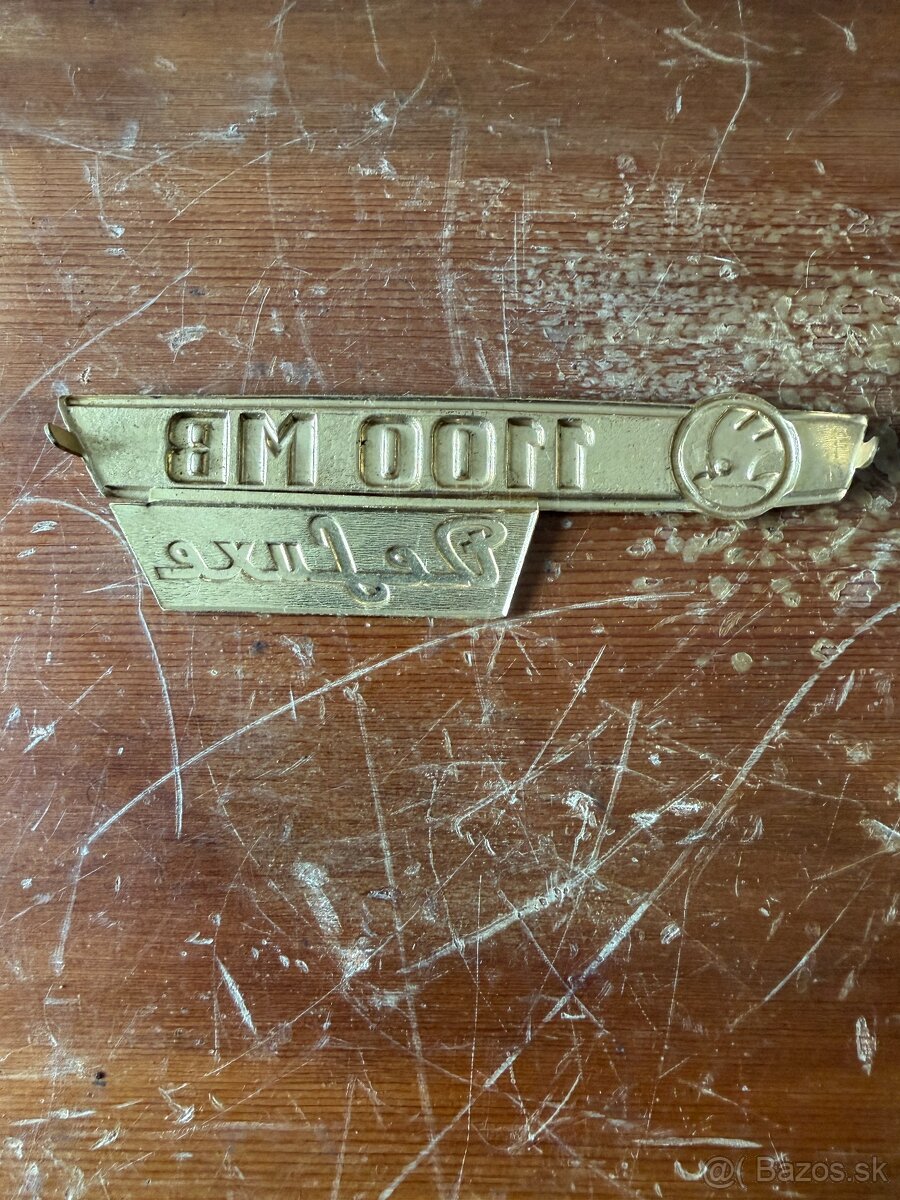 1100 MB
De Luxe
@( Bazos.sk